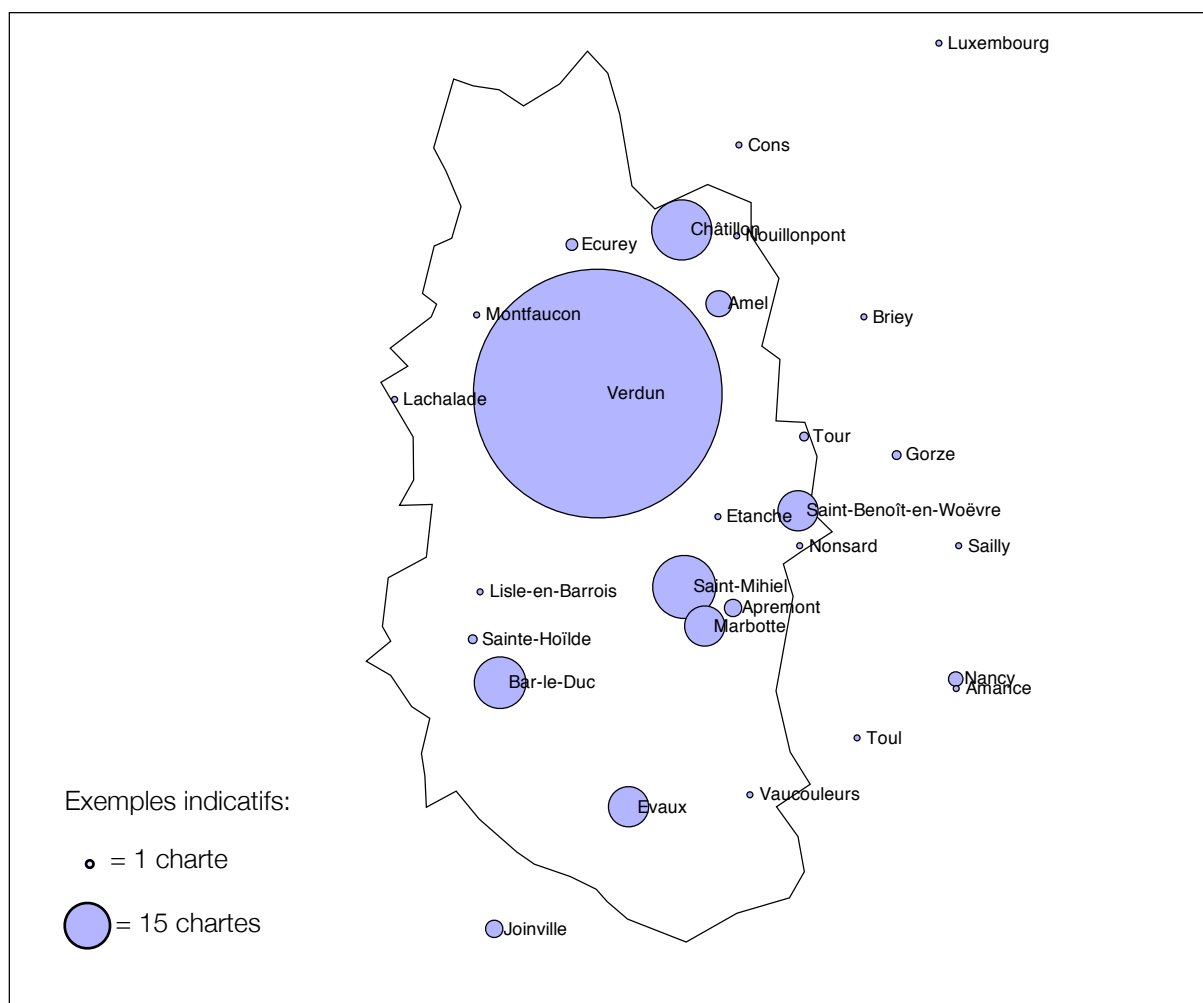 Luxembourg
Cons
Châtillon
Nouillonpont
Ecurey
Amel
Montfaucon
Briey
Verdun
Lachalade
Tour
Gorze
Saint-Benoît-en-Woëvre
Etanche
Nonsard
Sailly
Saint-Mihiel
Lisle-en-Barrois
Apremont
Marbotte
Sainte-Hoïlde
Bar-le-Duc
Nancy
Amance
Toul
Vaucouleurs
Evaux
Exemples indicatifs:
= 1 charte
= 15 chartes
Joinville